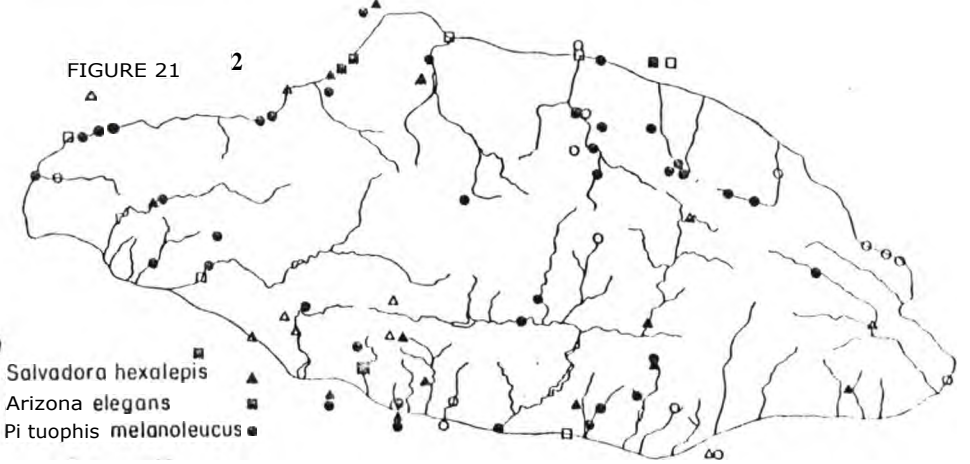 FIGURE 21
2
Salvadora hexalepis
Arizona elegans
Pi tuophis melanoleucus